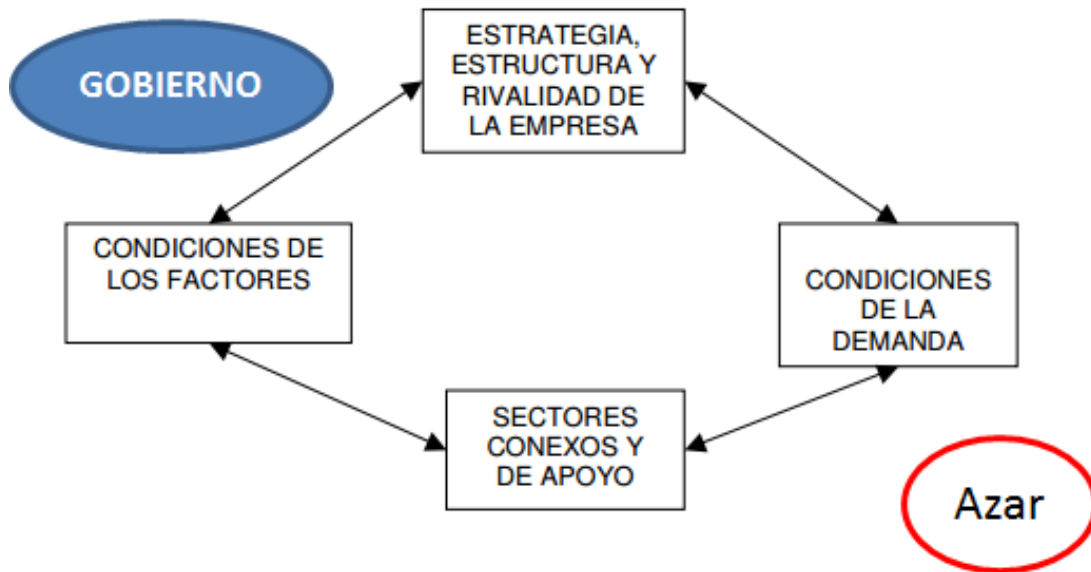 GOBIERNO
ESTRATEGIA,
ESTRUCTURA Y
RIVALIDAD DE
LA EMPRESA
CONDICIONES DE
LOS FACTORES
CONDICIONES
DE LA
DEMANDA
SECTORES
CONEXOS Y
DE APOYO
Azar